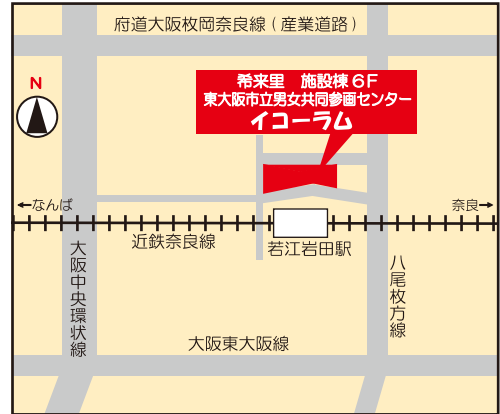 府道大阪枚岡奈良線(産業道路)
N
希来里 施設棟6F
東大阪市立男女共同参画センター
イコーラム
←なんば
奈良→
近鉄奈良線
若江岩田駅
大阪中央環状線
八尾枚方線
大阪東大阪線